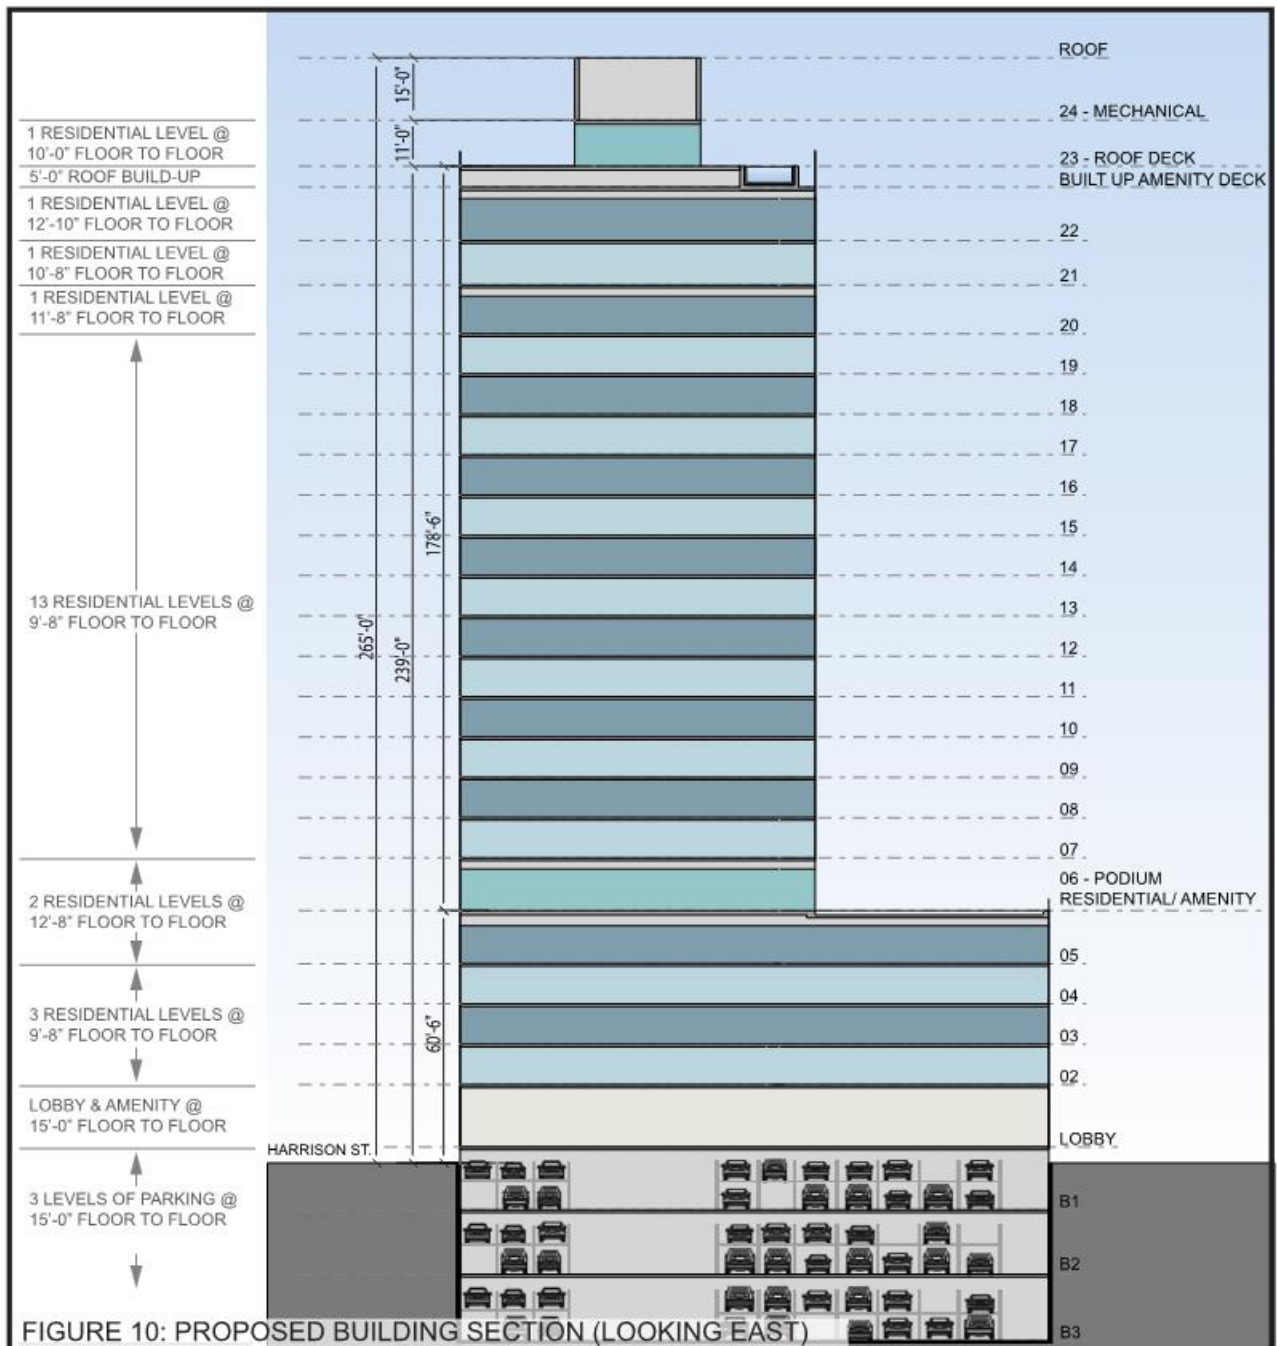 ROOF
15'-0"
24 - MECHANICAL
1 RESIDENTIAL LEVEL @
10'-0" FLOOR TO FLOOR
11'-0"
23 - ROOF DECK
5'-0" ROOF BUILD-UP
BUILT UP AMENITY DECK
1 RESIDENTIAL LEVEL @
12'-10" FLOOR TO FLOOR
22
1 RESIDENTIAL LEVEL @
10'-8" FLOOR TO FLOOR
21
1 RESIDENTIAL LEVEL @
11'-8" FLOOR TO FLOOR
20
19
18
17
16
15
178'-6"
14
13 RESIDENTIAL LEVELS @
9'-8" FLOOR TO FLOOR
13
265'-0"
239'-0"
12
11
10
09
08
07
06 - PODIUM
RESIDENTIAL/ AMENITY
2 RESIDENTIAL LEVELS @
12'-8" FLOOR TO FLOOR
05
04
3 RESIDENTIAL LEVELS @
9'-8" FLOOR TO FLOOR
60'-6"
03
02
LOBBY & AMENITY @
15'-0" FLOOR TO FLOOR
LOBBY
HARRISON ST.
3 LEVELS OF PARKING @
15'-0" FLOOR TO FLOOR
B1
B2
B3
FIGURE 10: PROPOSED BUILDING SECTION (LOOKING EAST)